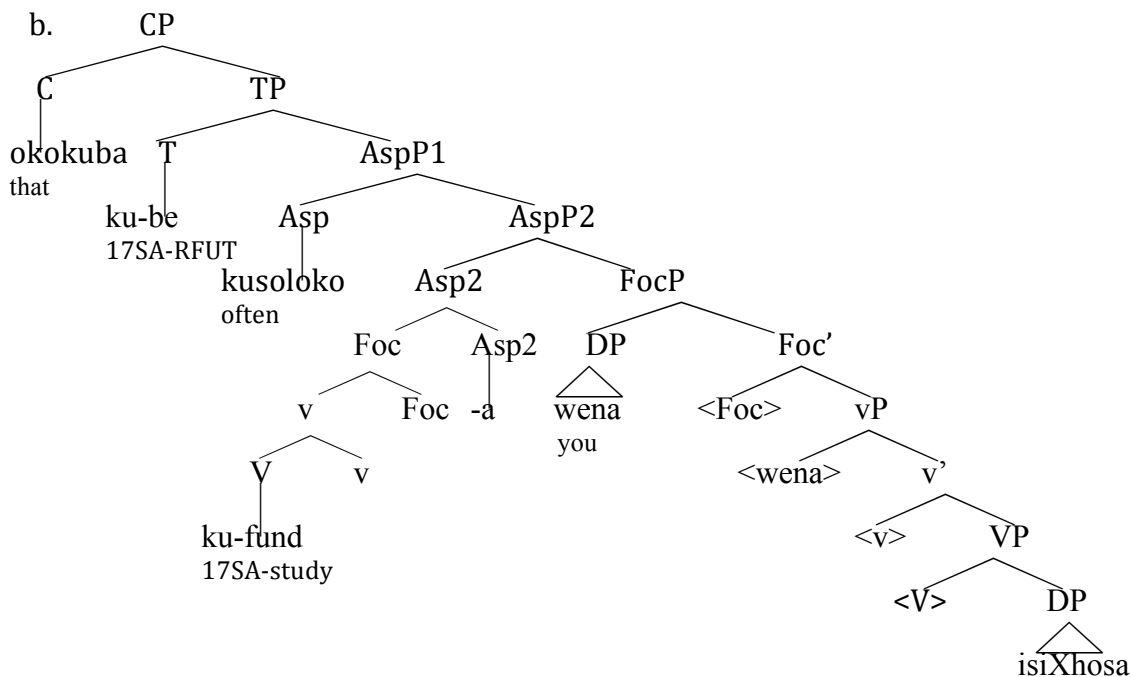 b. CP
C TP
okokuba T AspP1
that
ku-be Asp AspP2
17SA-RFUT
kusoloko Asp2 FocP
often
Foc Asp2 DP Foc’
v Foc -a wena <Foc> vP
you
V v <wena> v’
ku-fund <v> VP
17SA-study
<V> DP
isiXhosa